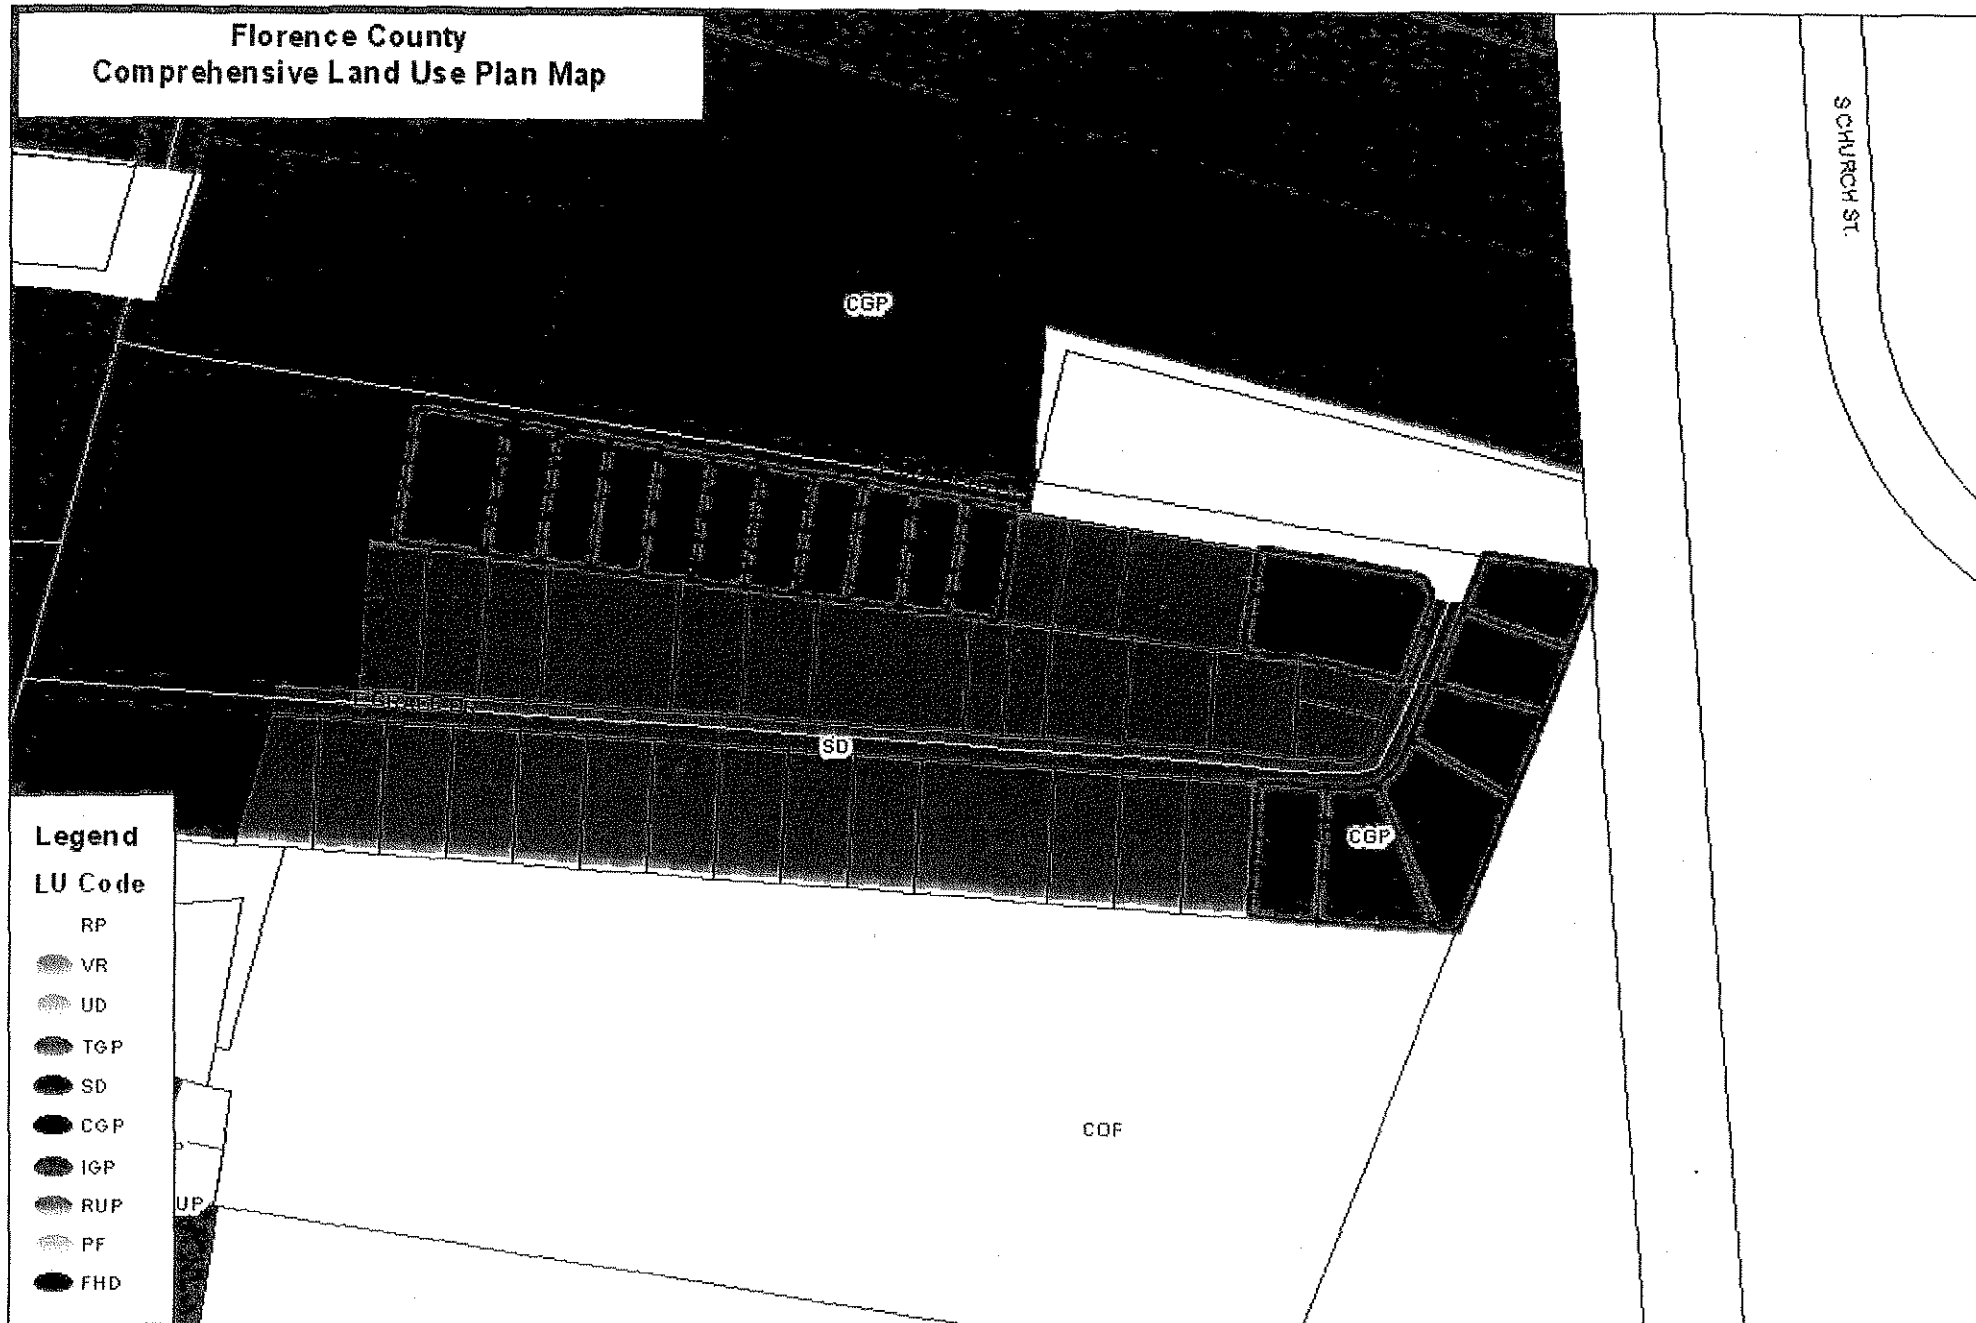 Florence County
Comprehensive Land Use Plan Map
S CHURCH ST.
CGP
SD
CGP
COF
UP
Legend
LU Code
RP
VR
UD
TGP
SD
CGP
IGP
RUP
PF
FHD